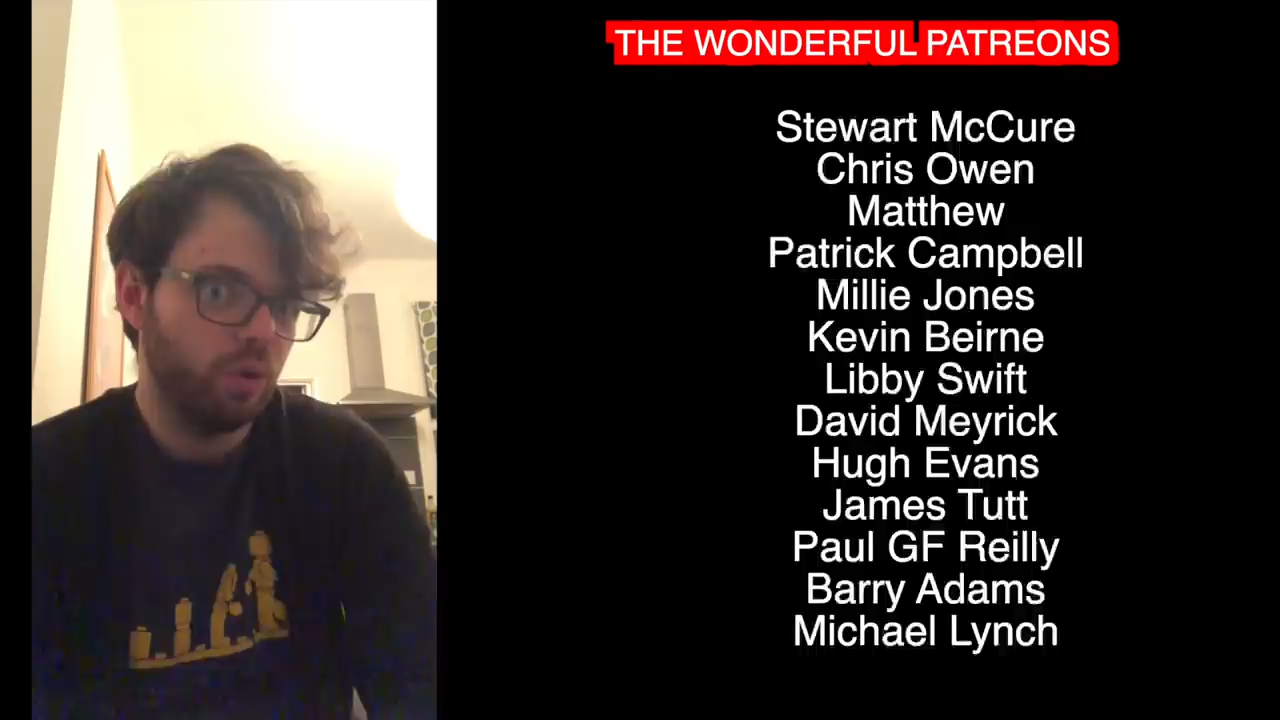 THE WONDERFUL PATREONS
Stewart McCure
Chris Owen
Matthew
Patrick Campbell
Millie Jones
Kevin Beirne
Libby Swift
David Meyrick
Hugh Evans
James Tutt
Paul GF Reilly
Barry Adams
Michael Lynch